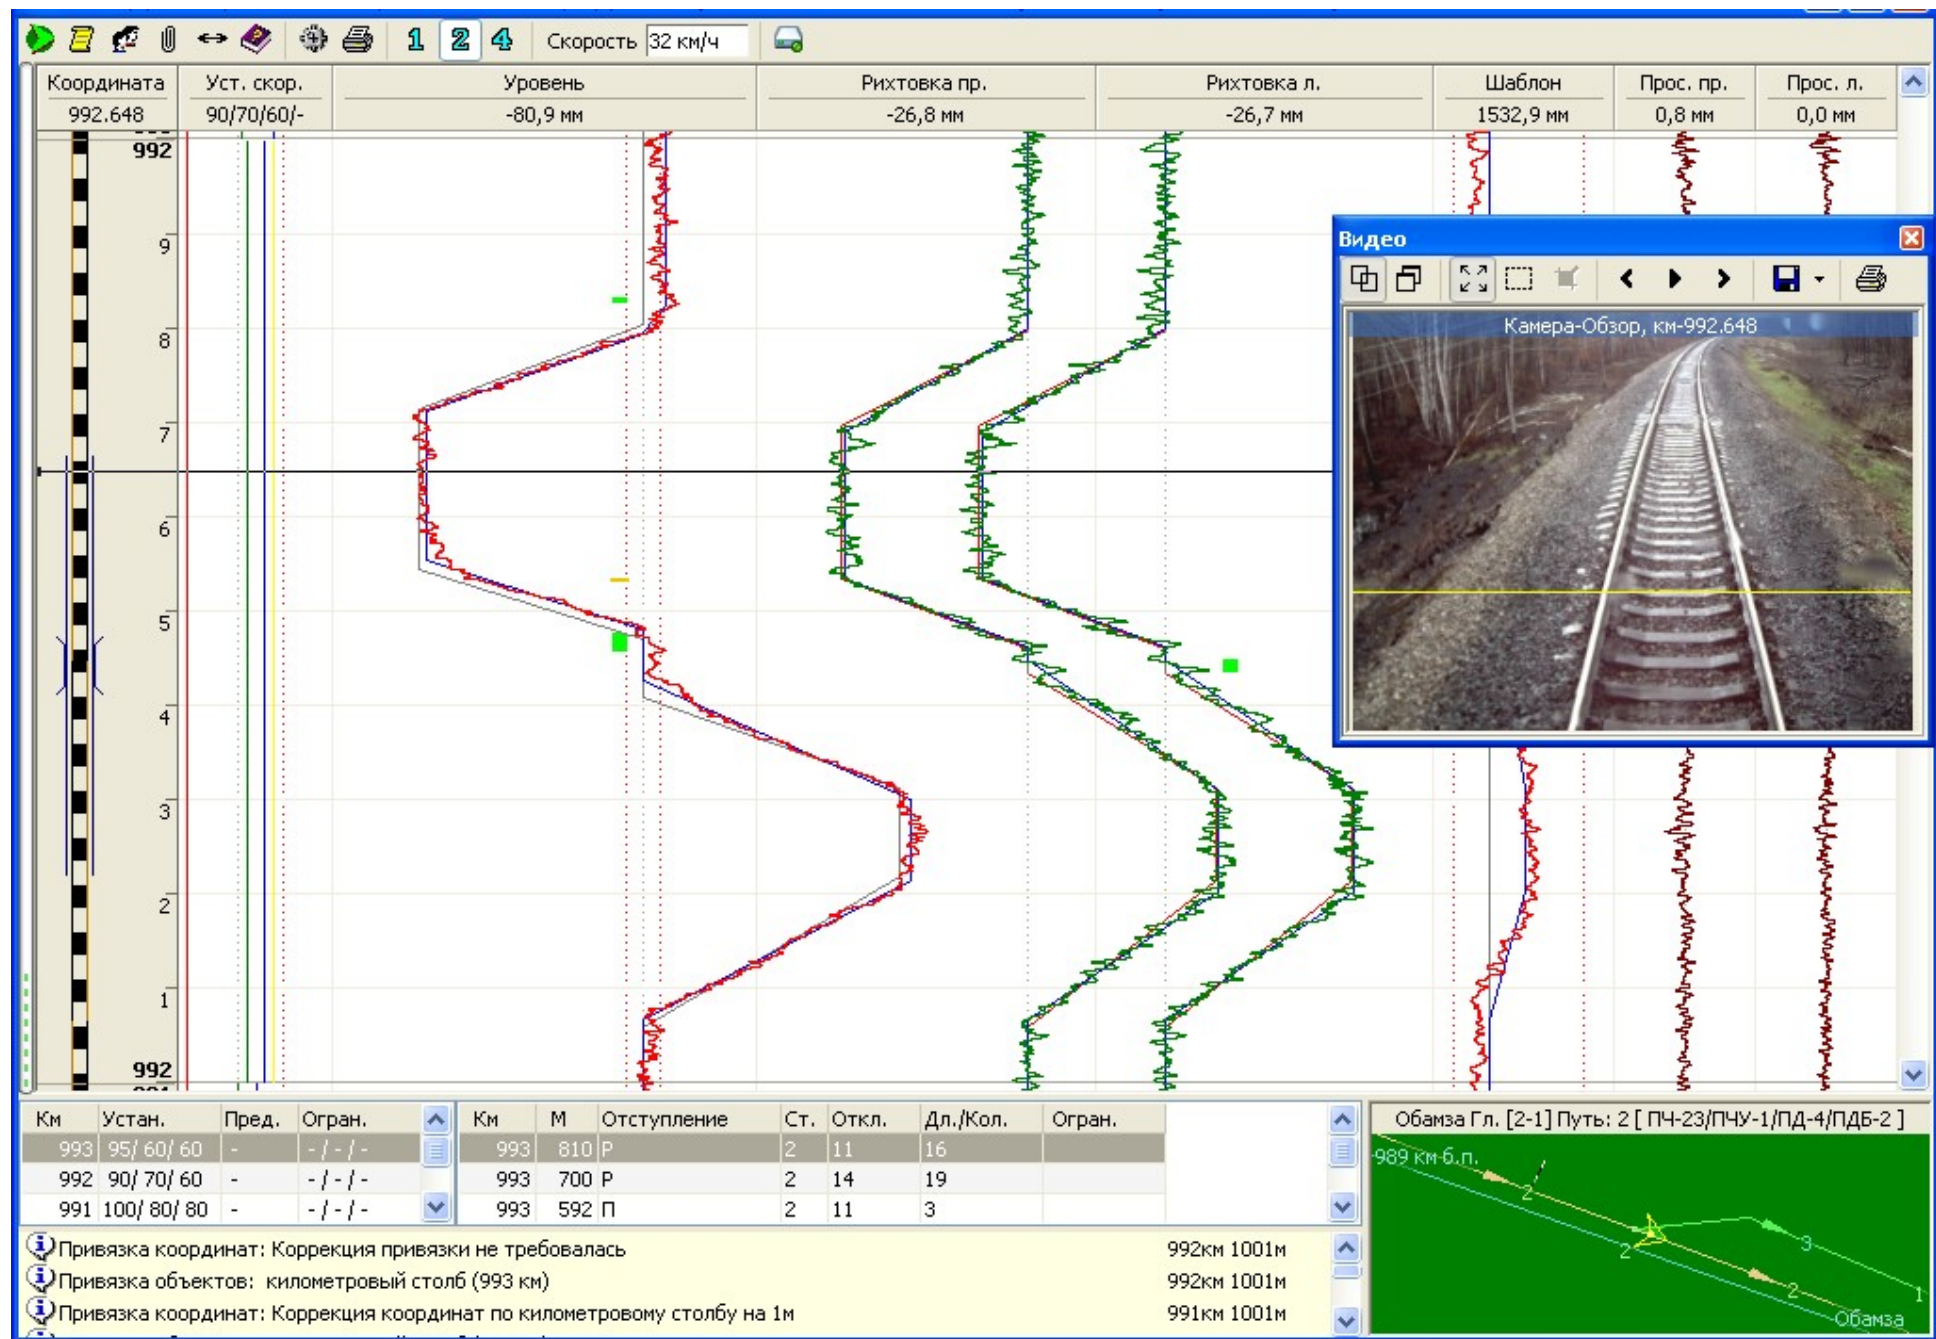 1 2 4 Скорость 32 км/ч
Координата Уст. скор. Уровень Рихтовка пр. Рихтовка л. Шаблон Прос. пр. Прос. л.
992.648 90/70/60/- -80,9 мм -26,8 мм -26,7 мм 1532,9 мм 0,8 мм 0,0 мм
992
9
8
7
6
5
4
3
2
1
992
Видео
Камера-Обзор, км-992.648
Км Устан. Пред. Огран.
993 95/ 60/ 60 - - / - / -
992 90/ 70/ 60 - - / - / -
991 100/ 80/ 80 - - / - / -
Км М Отступление Ст. Откл. Дл./Кол. Огран.
993 810 Р 2 11 16
993 700 Р 2 14 19
993 592 П 2 11 3
Обамза Гл. [2-1] Путь: 2 [ ПЧ-23/ПЧУ-1/ПД-4/ПДБ-2 ]
989 км б.п.
2
2
3
2
1
Обамза
Привязка координат: Коррекция привязки не требовалась 992км 1001м
Привязка объектов: километровый столб (993 км) 992км 1001м
Привязка координат: Коррекция координат по километровому столбу на 1м 991км 1001м